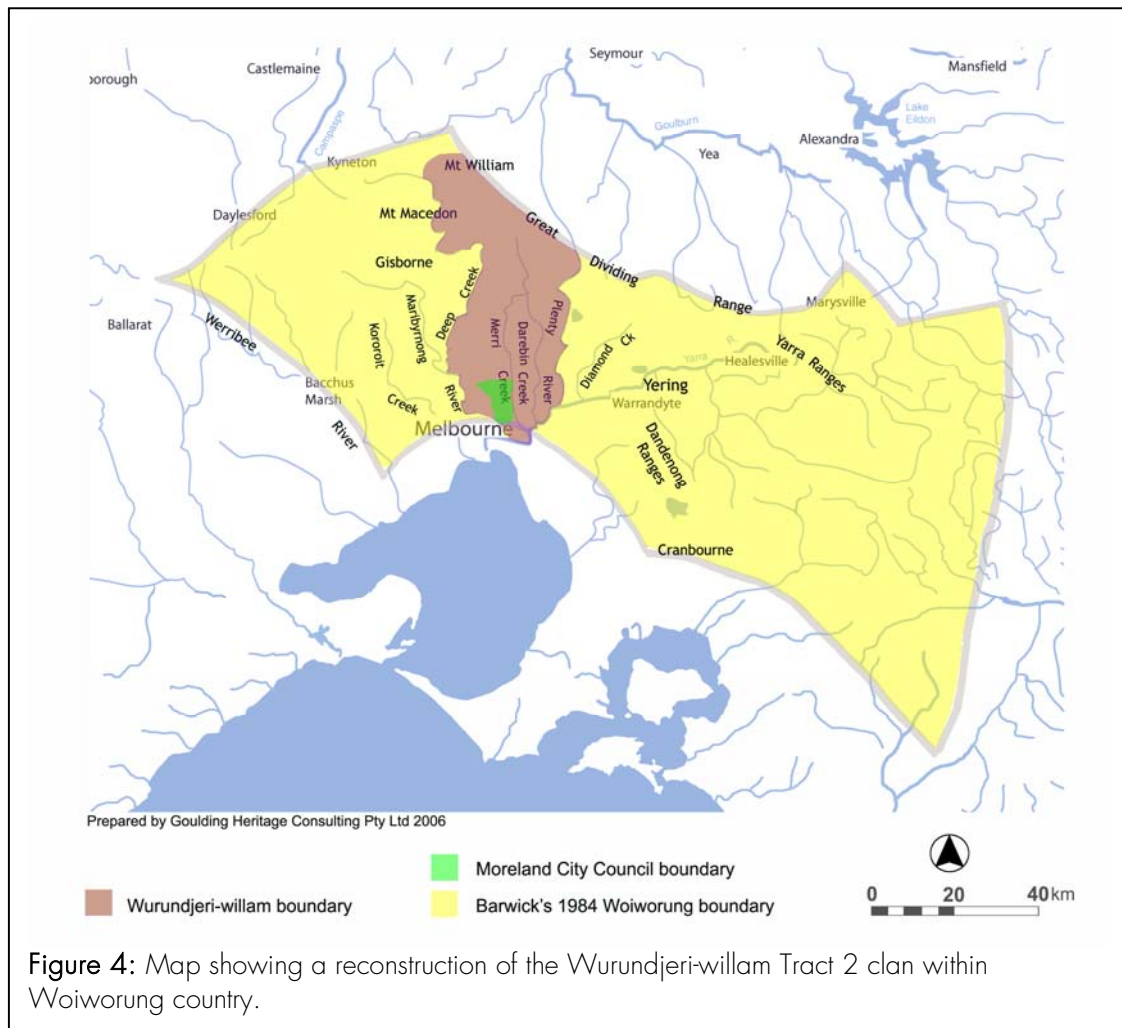 Seymour
Castlemaine
Mansfield
borough
Lake
Eildon
Campaspe
Goulburn
Alexandra
Yea
Kyneton
Mt William
Daylesford
Mt Macedon
Great
Dividing
Range
Gisborne
Marysville
Ballarat
Werribee
River
Maribyrnong
River
Deep Creek
Kororoit
Creek
Merri
Creek
Darebin Creek
Plenty
River
Diamond Ck
Yarra R.
Healesville
Yarra Ranges
Bacchus
Marsh
Yering
Warrandyte
Melbourne
Dandenong
Ranges
Cranbourne
Prepared by Goulding Heritage Consulting Pty Ltd 2006
Moreland City Council boundary
Wurundjeri-willam boundary
Barwick's 1984 Woiworung boundary
0 20 40 km
Figure 4: Map showing a reconstruction of the Wurundjeri-willam Tract 2 clan within
Woiworung country.